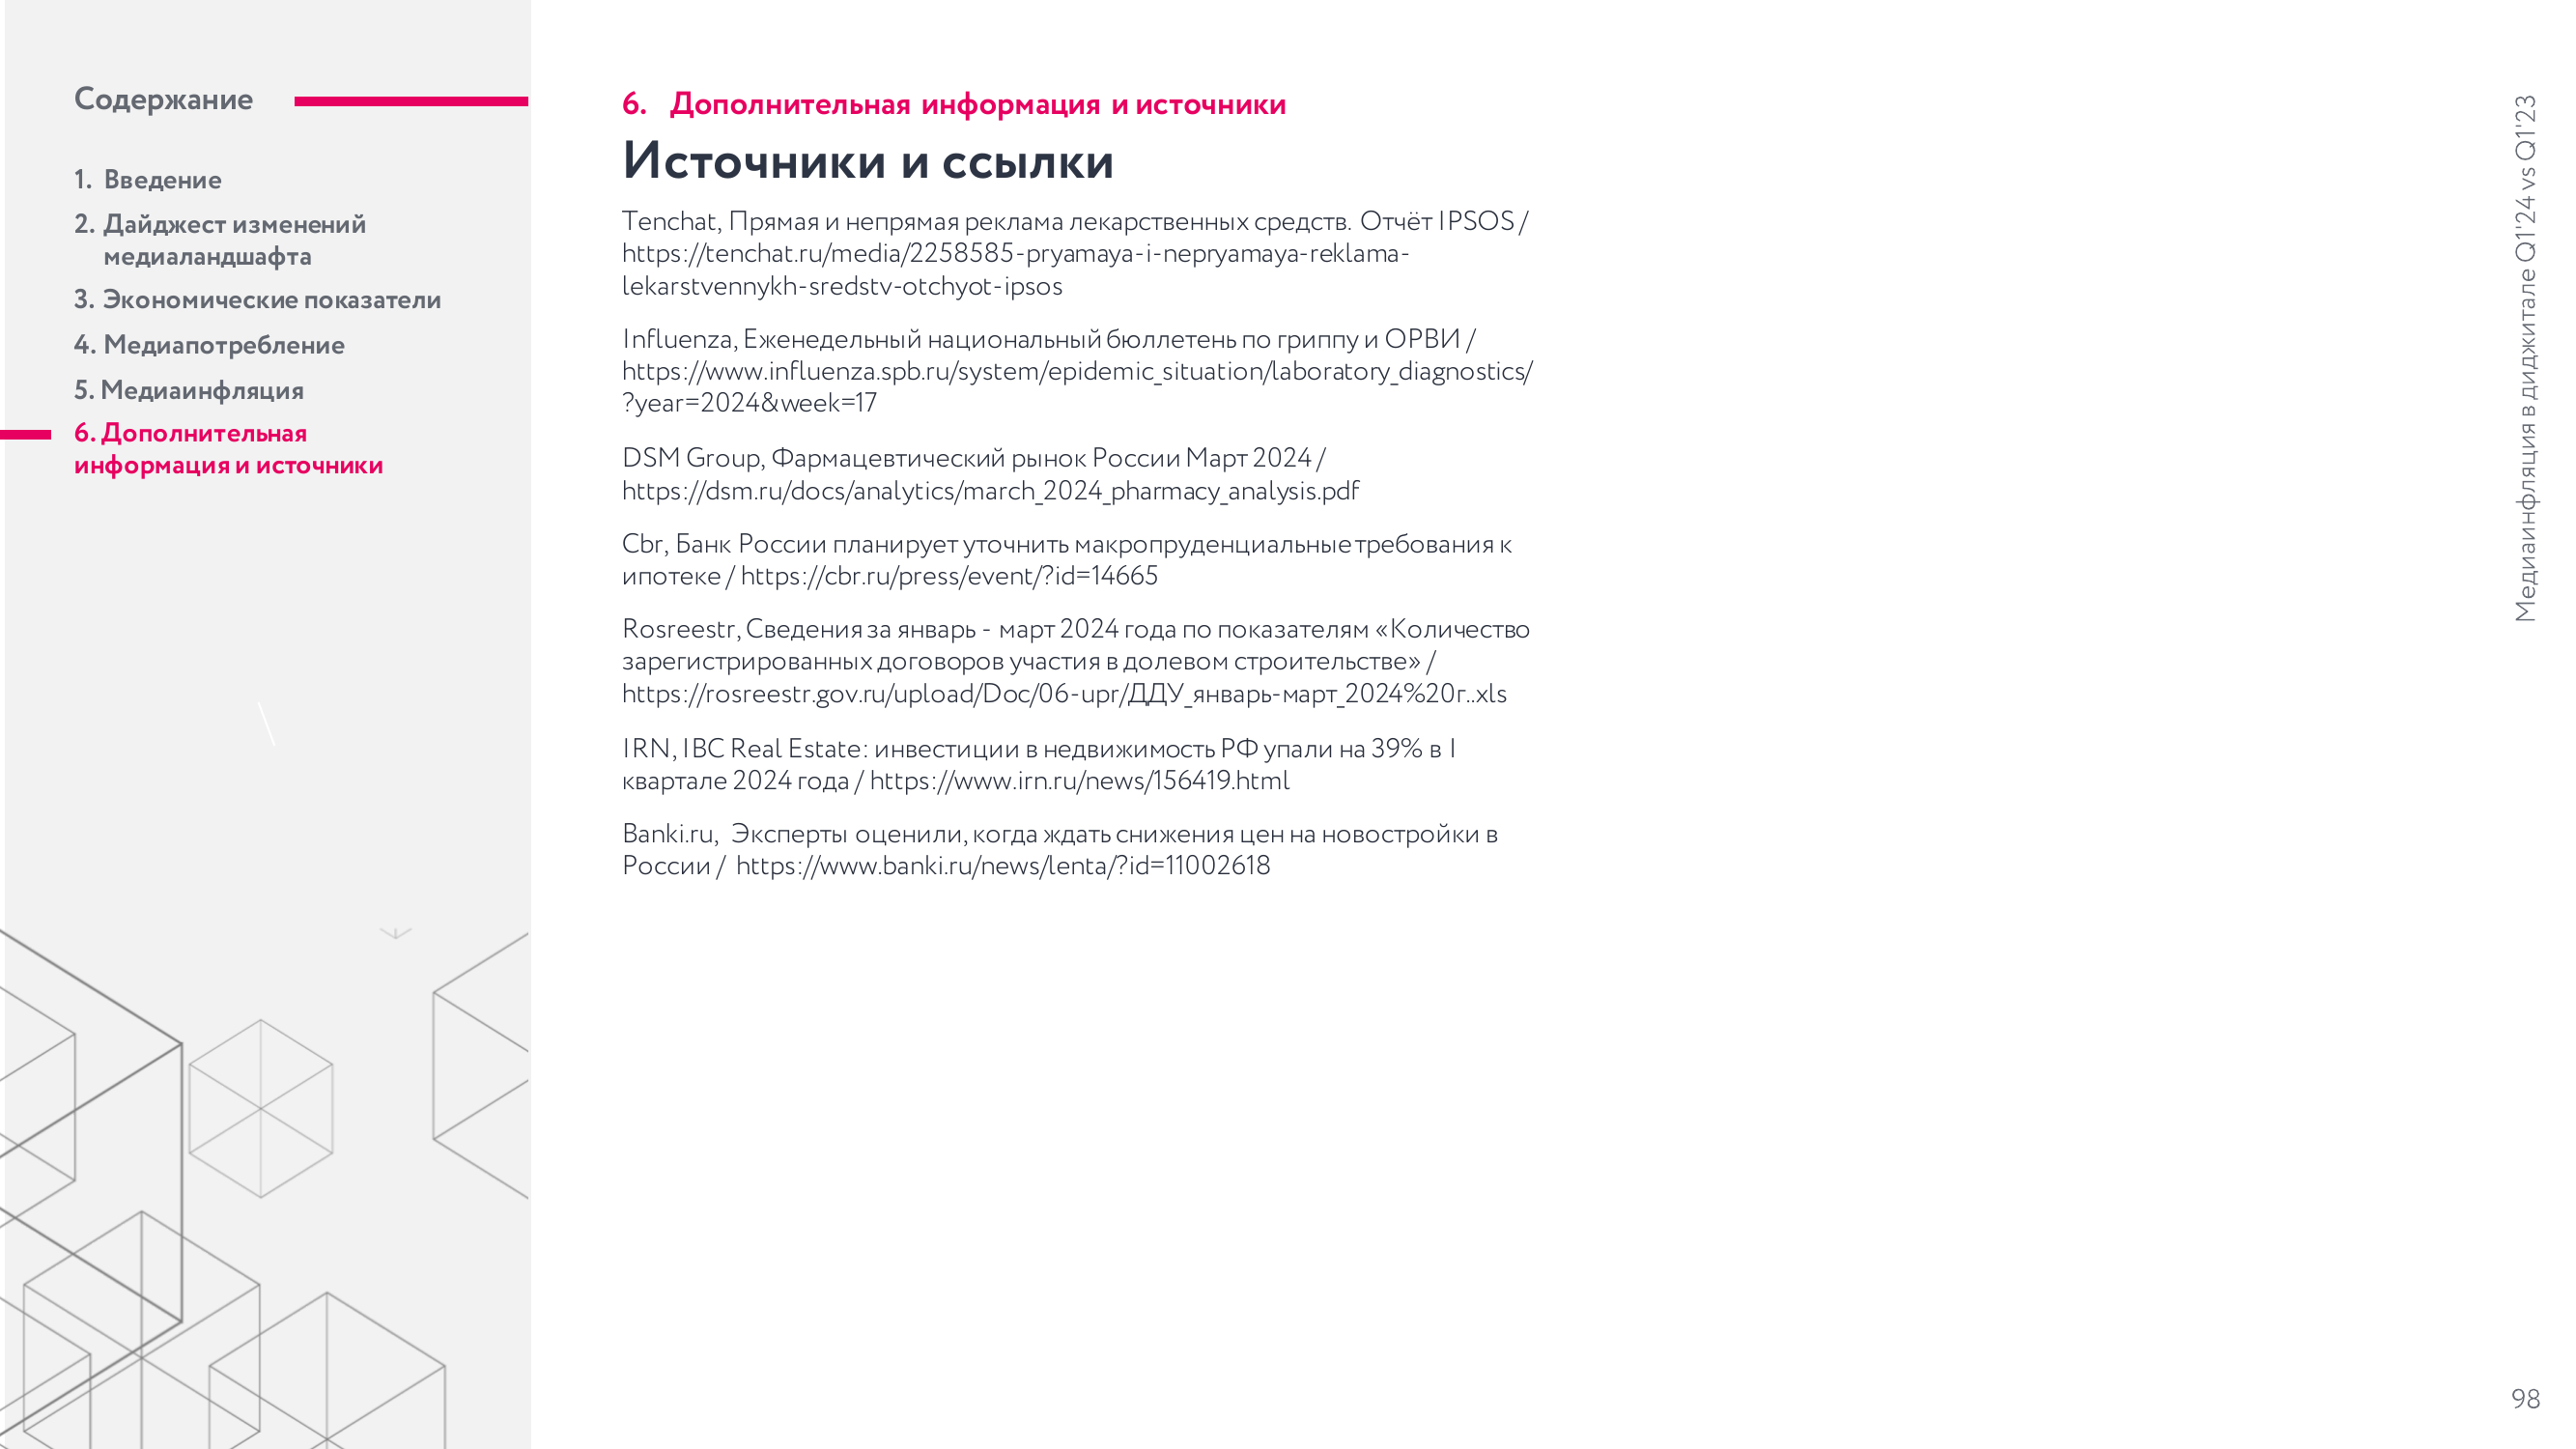 Содержание
1. Введение
2. Дайджест изменений
медиаландшафта
3. Экономические показатели
4. Медиапотребление
5. Медиаинфляция
6. Дополнительная
информация и источники
6. Дополнительная информация и источники
Источники и ссылки
Tenchat, Прямая и непрямая реклама лекарственных средств. Отчёт IPSOS /
https://tenchat.ru/media/2258585-pryamaya-i-nepryamaya-reklama-
lekarstvennykh-sredstv-otchyot-ipsos
Influenza, Еженедельный национальный бюллетень по гриппу и ОРВИ /
https://www.influenza.spb.ru/system/epidemic_situation/laboratory_diagnostics/
?year=2024&week=17
DSM Group, Фармацевтический рынок России Март 2024 /
https://dsm.ru/docs/analytics/march_2024_pharmacy_analysis.pdf
Cbr, Банк России планирует уточнить макропруденциальные требования к
ипотеке / https://cbr.ru/press/event/?id=14665
Rosreestr, Сведения за январь - март 2024 года по показателям «Количество
зарегистрированных договоров участия в долевом строительстве» /
https://rosreestr.gov.ru/upload/Doc/06-upr/ДДУ_январь-март_2024%20г..xls
IRN, IBC Real Estate: инвестиции в недвижимость РФ упали на 39% в I
квартале 2024 года / https://www.irn.ru/news/156419.html
Banki.ru, Эксперты оценили, когда ждать снижения цен на новостройки в
России / https://www.banki.ru/news/lenta/?id=11002618
Медиаинфляция в диджитале Q1'24 vs Q1'23
98